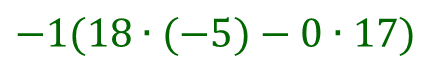 −1(18 · (−5) − 0 · 17)